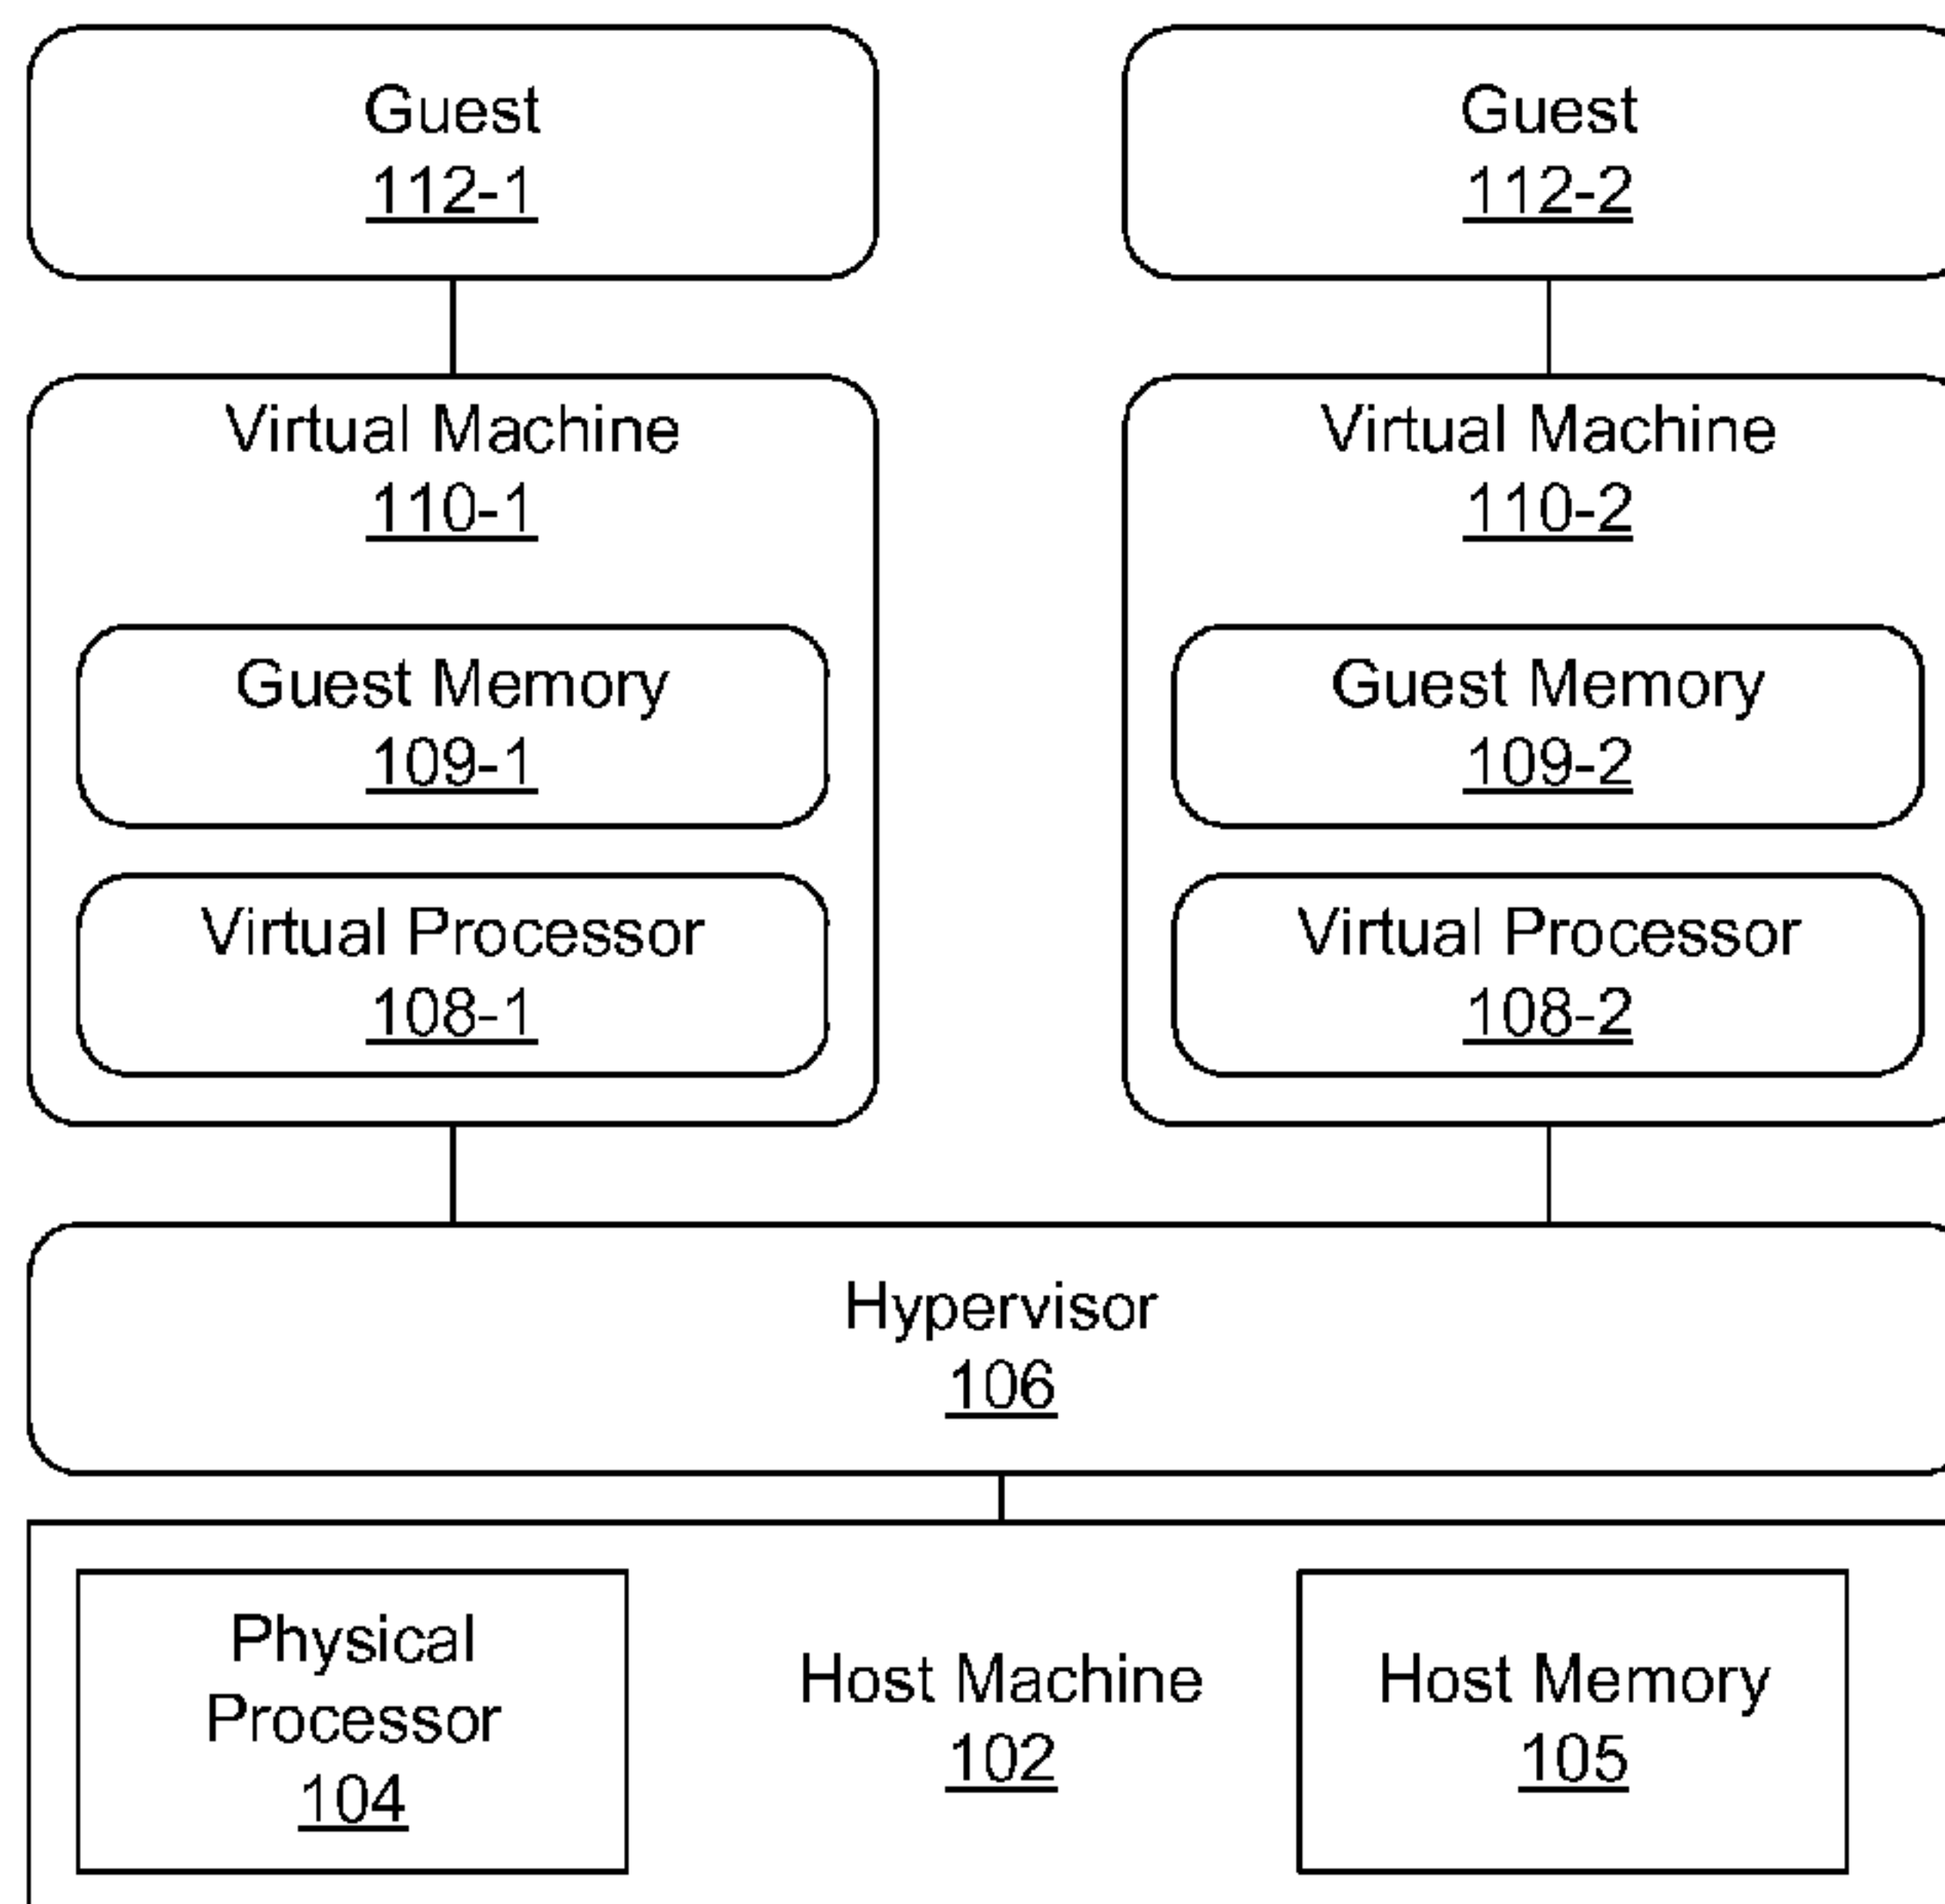 Guest
112-1
Guest
112-2
Virtual Machine
110-1
Guest Memory
109-1
Virtual Processor
108-1
Virtual Machine
110-2
Guest Memory
109-2
Virtual Processor
108-2
Hypervisor
106
Physical
Processor
104
Host Machine
102
Host Memory
105